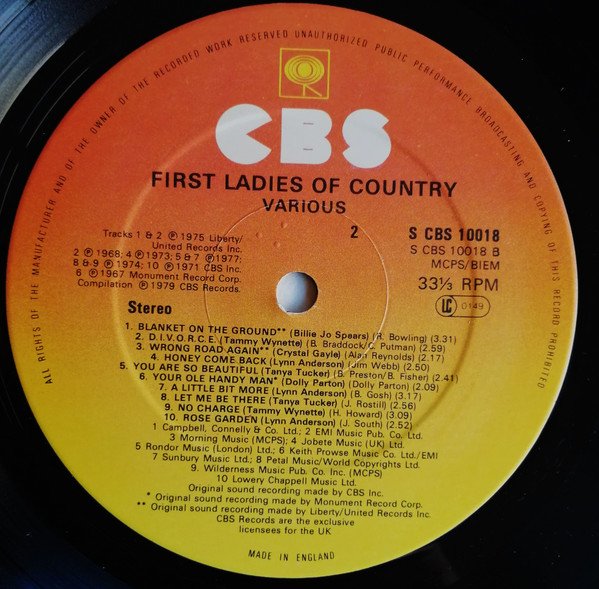 ALL RIGHTS OF THE MANUFACTURER AND OF THE OWNER OF THE RECORDED WORK RESERVED UNAUTHORIZED PUBLIC PERFORMANCE BROADCASTING AND COPYING OF THIS RECORD PROHIBITED
CBS
FIRST LADIES OF COUNTRY
VARIOUS
Tracks 1 & 2 ℗ 1975 Liberty/
United Records Inc.
2 ℗ 1968; 4 ℗ 1973; 5 & 7 ℗ 1977;
8 & 9 ℗ 1974; 10 ℗ 1971 CBS Inc.
6 ℗ 1967 Monument Record Corp.
Compilation ℗ 1979 CBS Records.
2
S CBS 10018
S CBS 10018 B
MCPS/BIEM
33⅓ RPM
LC 0149
Stereo
1. BLANKET ON THE GROUND** (Billie Jo Spears) (R. Bowling) (3.31)
2. D.I.V.O.R.C.E. (Tammy Wynette) (B. Braddock/C. Putman) (2.59)
3. WRONG ROAD AGAIN** (Crystal Gayle) (Alan Reynolds) (2.17)
4. HONEY COME BACK (Lynn Anderson) (Jim Webb) (2.50)
5. YOU ARE SO BEAUTIFUL (Tanya Tucker) (B. Preston/B. Fisher) (2.41)
6. YOUR OLE HANDY MAN* (Dolly Parton) (Dolly Parton) (2.09)
7. A LITTLE BIT MORE (Lynn Anderson) (B. Gosh) (3.57)
8. LET ME BE THERE (Tanya Tucker) (J. Rostill) (2.56)
9. NO CHARGE (Tammy Wynette) (H. Howard) (3.09)
10. ROSE GARDEN (Lynn Anderson) (J. South) (2.52)
1 Campbell, Connelly & Co. Ltd.; 2 EMI Music Pub. Co. Ltd.
3 Morning Music (MCPS); 4 Jobete Music (UK) Ltd.
5 Rondor Music (London) Ltd.; 6 Keith Prowse Music Co. Ltd./EMI
7 Sunbury Music Ltd.; 8 Petal Music/World Copyrights Ltd.
9. Wilderness Music Pub. Co. Inc. (MCPS)
10 Lowery Chappell Music Ltd.
Original sound recording made by CBS Inc.
* Original sound recording made by Monument Record Corp.
** Original sound recording made by Liberty/United Records Inc.
CBS Records are the exclusive
licensees for the UK
MADE IN ENGLAND